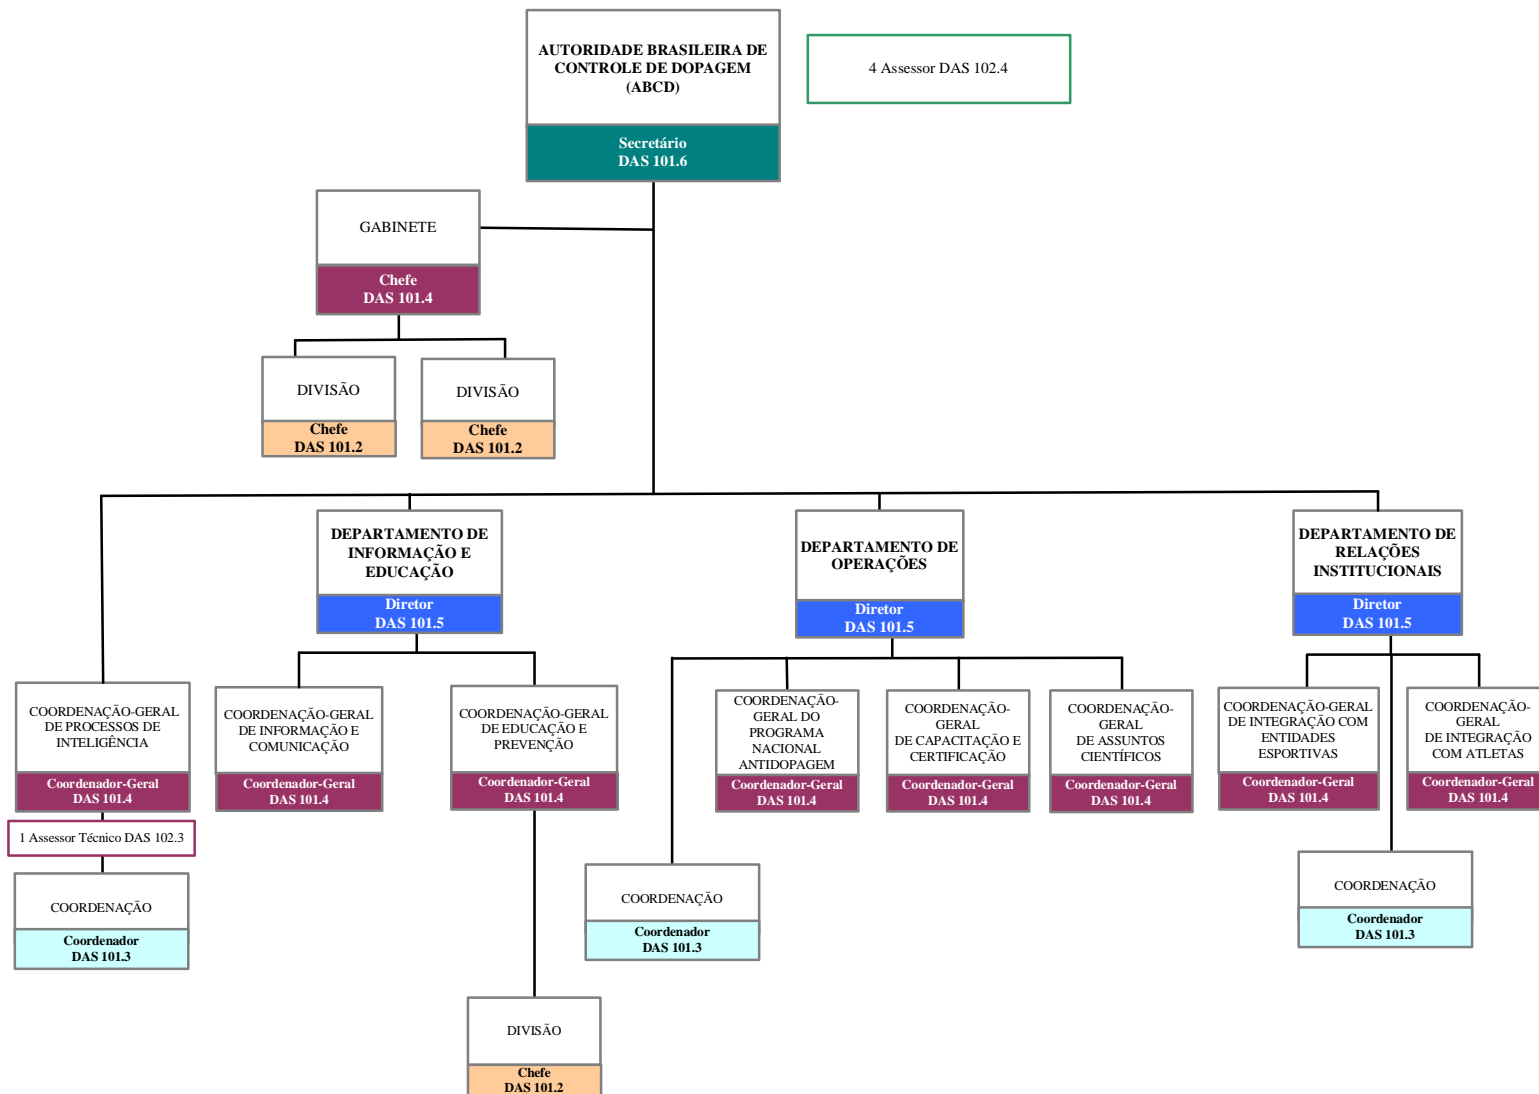 AUTORIDADE BRASILEIRA DE
CONTROLE DE DOPAGEM
(ABCD)
Secretário
DAS 101.6
4 Assessor DAS 102.4
GABINETE
Chefe
DAS 101.4
DIVISÃO
Chefe
DAS 101.2
DIVISÃO
Chefe
DAS 101.2
DEPARTAMENTO DE
INFORMAÇÃO E
EDUCAÇÃO
Diretor
DAS 101.5
DEPARTAMENTO DE
OPERAÇÕES
Diretor
DAS 101.5
DEPARTAMENTO DE
RELAÇÕES
INSTITUCIONAIS
Diretor
DAS 101.5
COORDENAÇÃO-GERAL
DE PROCESSOS DE
INTELIGÊNCIA
Coordenador-Geral
DAS 101.4
1 Assessor Técnico DAS 102.3
COORDENAÇÃO
Coordenador
DAS 101.3
COORDENAÇÃO-GERAL
DE INFORMAÇÃO E
COMUNICAÇÃO
Coordenador-Geral
DAS 101.4
COORDENAÇÃO-GERAL
DE EDUCAÇÃO E
PREVENÇÃO
Coordenador-Geral
DAS 101.4
DIVISÃO
Chefe
DAS 101.2
COORDENAÇÃO
Coordenador
DAS 101.3
COORDENAÇÃO-
GERAL DO
PROGRAMA
NACIONAL
ANTIDOPAGEM
Coordenador-Geral
DAS 101.4
COORDENAÇÃO-
GERAL
DE CAPACITAÇÃO E
CERTIFICAÇÃO
Coordenador-Geral
DAS 101.4
COORDENAÇÃO-
GERAL
DE ASSUNTOS
CIENTÍFICOS
Coordenador-Geral
DAS 101.4
COORDENAÇÃO-GERAL
DE INTEGRAÇÃO COM
ENTIDADES
ESPORTIVAS
Coordenador-Geral
DAS 101.4
COORDENAÇÃO
Coordenador
DAS 101.3
COORDENAÇÃO-
GERAL
DE INTEGRAÇÃO
COM ATLETAS
Coordenador-Geral
DAS 101.4